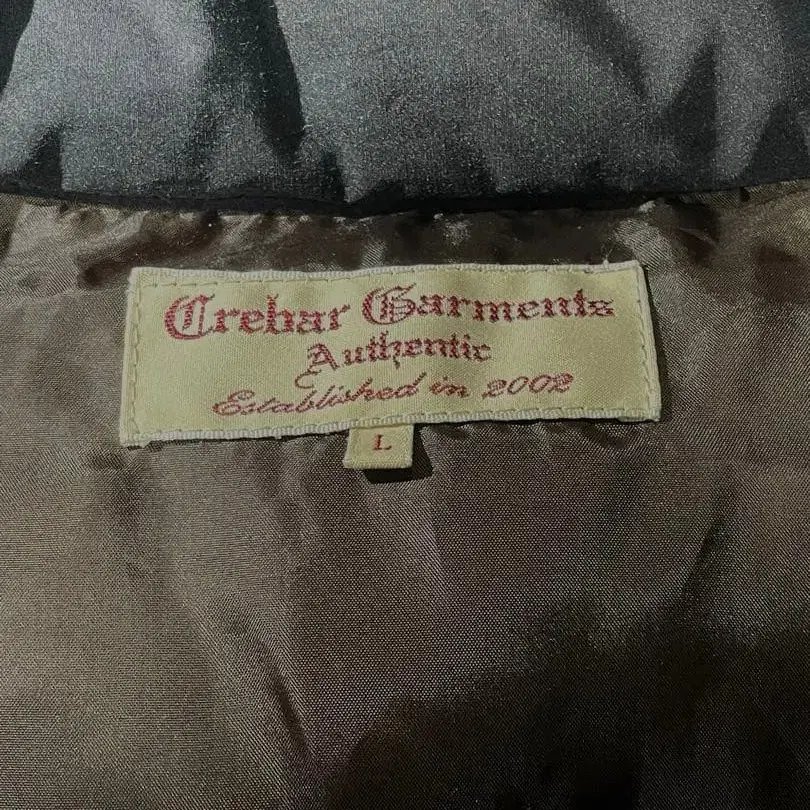 Crebar Garments
Authentic
Established in 2002
L